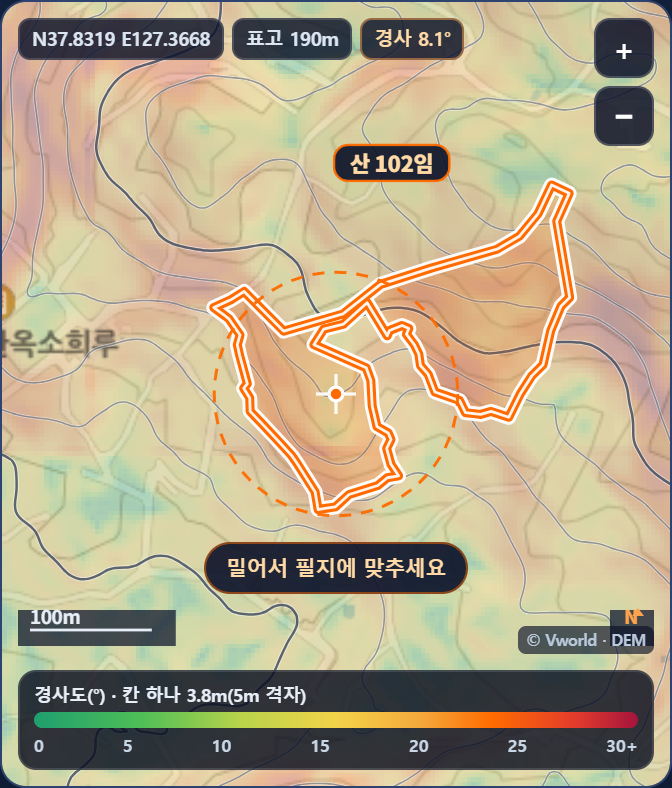 N37.8319 E127.3668
표고 190m
경사 8.1°
+
−
산 102임
옥소희루
밀어서 필지에 맞추세요
100m
N
© Vworld · DEM
경사도(°) · 칸 하나 3.8m(5m 격자)
0 5 10 15 20 25 30+